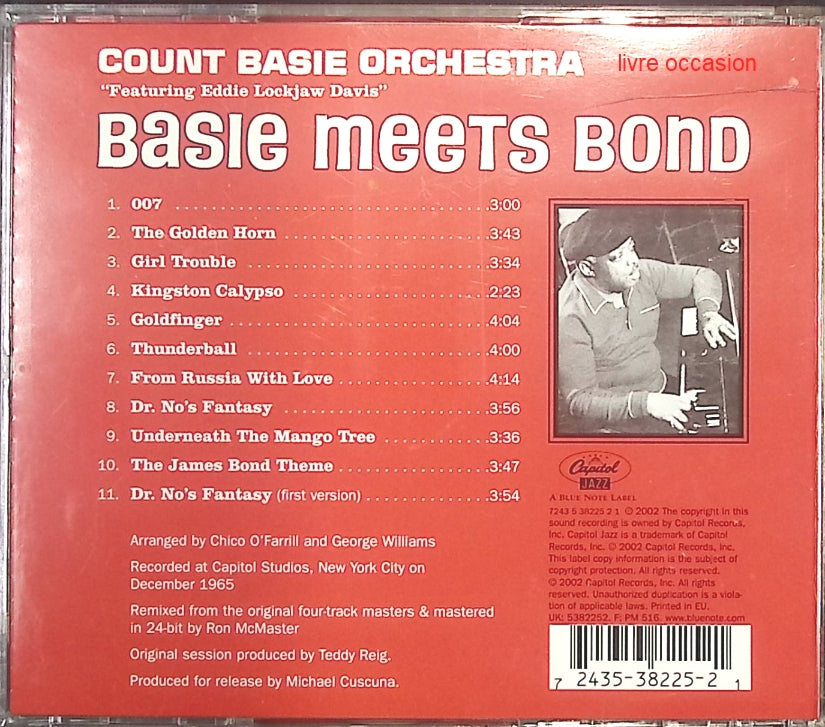 COUNT BASIE ORCHESTRA
livre occasion
"Featuring Eddie Lockjaw Davis"
Basie meets Bond
1. 007 ........................................3:00
2. The Golden Horn ..........................3:43
3. Girl Trouble ...............................3:34
4. Kingston Calypso .........................2:23
5. Goldfinger .................................4:04
6. Thunderball ...............................4:00
7. From Russia With Love ...................4:14
8. Dr. No's Fantasy ..........................3:56
9. Underneath The Mango Tree .............3:36
10. The James Bond Theme ...................3:47
11. Dr. No's Fantasy (first version) ...............3:54
Arranged by Chico O'Farrill and George Williams
Recorded at Capitol Studios, New York City on
December 1965
Remixed from the original four-track masters & mastered
in 24-bit by Ron McMaster
Original session produced by Teddy Reig.
Produced for release by Michael Cuscuna.
Capitol
JAZZ
A BLUE NOTE LABEL
7243 5 38225 2 1 ℗ 2002 The copyright in this
sound recording is owned by Capitol Records,
Inc. Capitol Jazz is a trademark of Capitol
Records, Inc. © 2002 Capitol Records, Inc.
This label copy information is the subject of
copyright protection. All rights reserved.
© 2002 Capitol Records, Inc. All rights
reserved. Unauthorized duplication is a viola-
tion of applicable laws. Printed in EU.
UK: 5382252. F: PM 516. www.bluenote.com
7 2435-38225-2 1